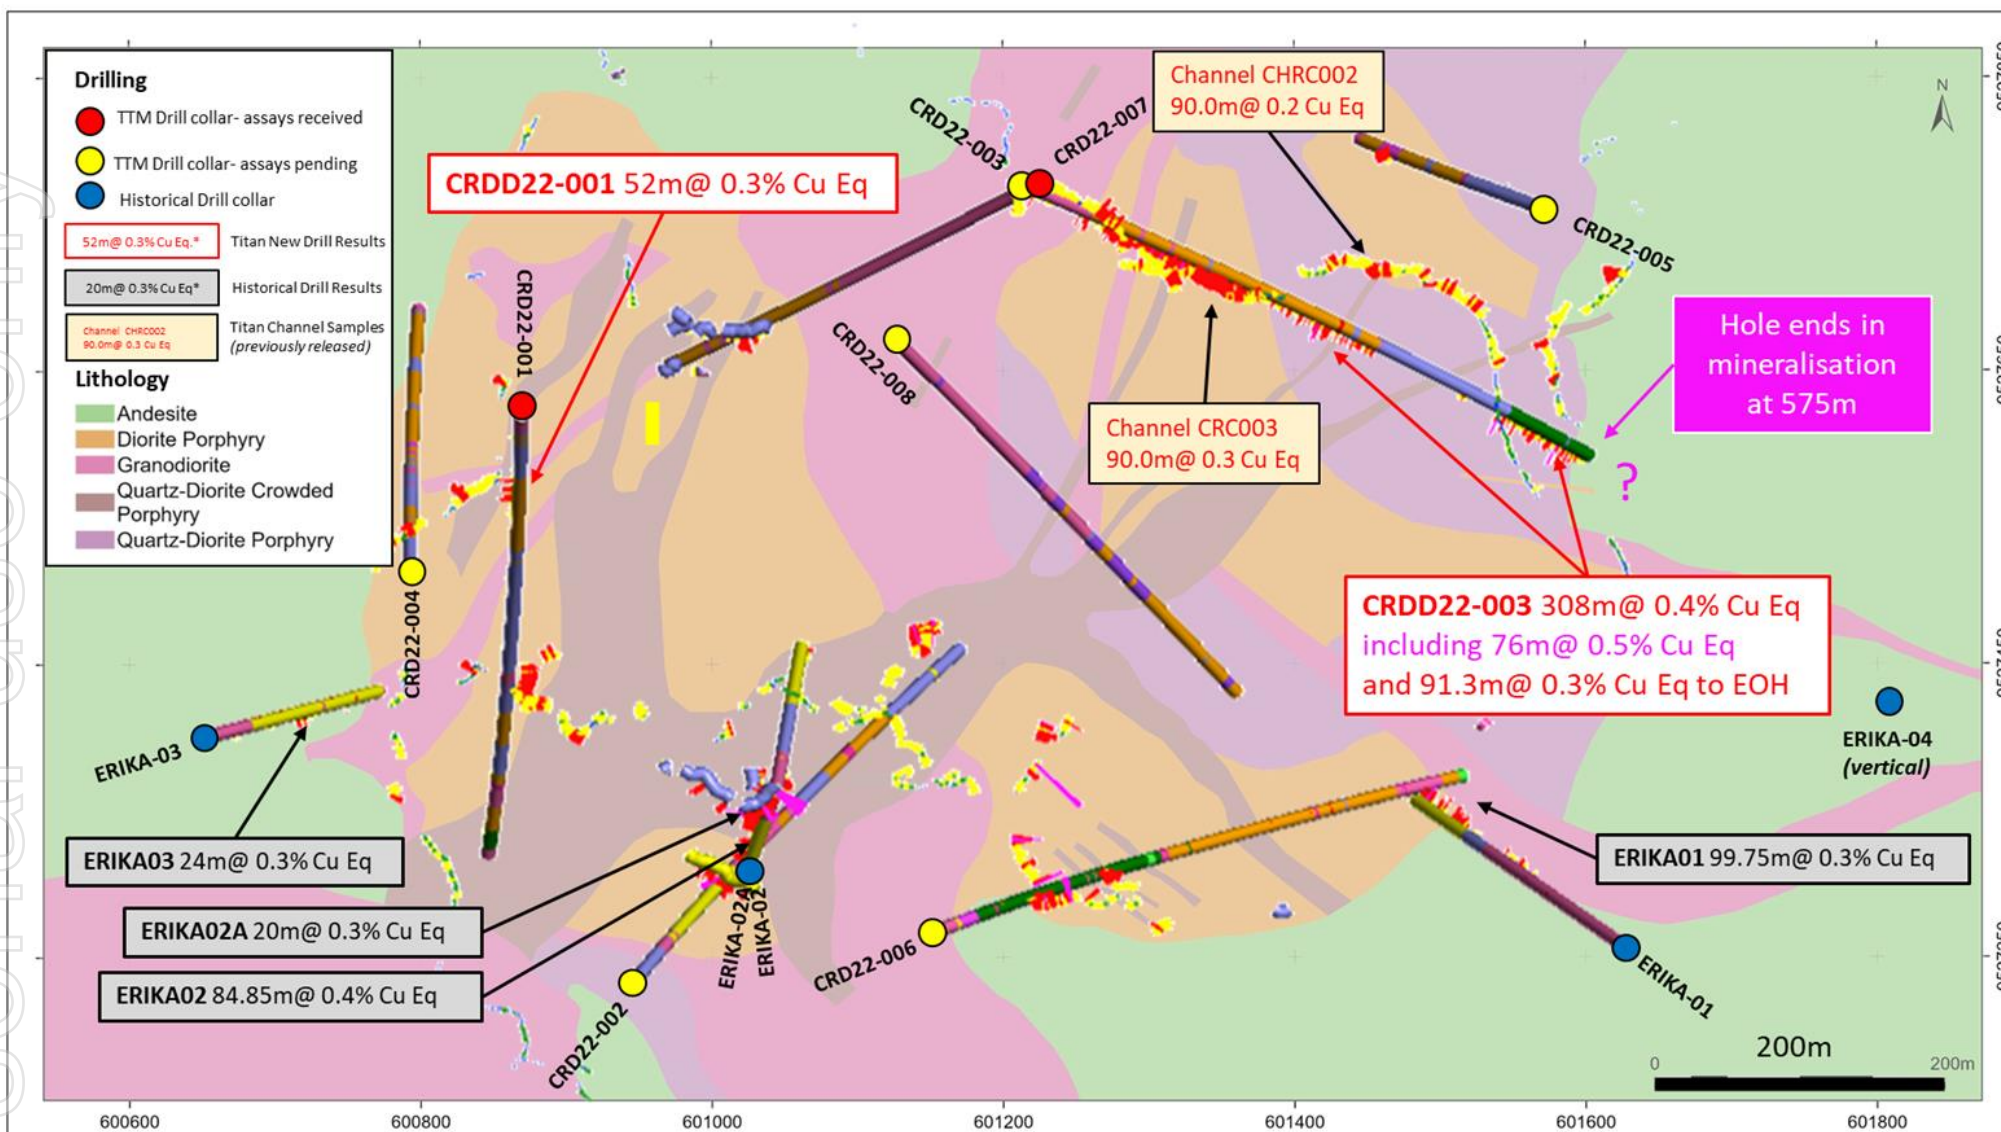 Drilling
TTM Drill collar- assays received
TTM Drill collar- assays pending
Historical Drill collar
52m@ 0.3% Cu Eq.*
Titan New Drill Results
20m@ 0.3% Cu Eq*
Historical Drill Results
Channel CHRC002
90.0m@ 0.3 Cu Eq
Titan Channel Samples
(previously released)
Lithology
Andesite
Diorite Porphyry
Granodiorite
Quartz-Diorite Crowded
Porphyry
Quartz-Diorite Porphyry
CRDD22-001 52m@ 0.3% Cu Eq
Channel CHRC002
90.0m@ 0.2 Cu Eq
N
CRD22-003
CRD22-007
CRD22-005
CRD22-001
CRD22-008
Channel CRC003
90.0m@ 0.3 Cu Eq
Hole ends in
mineralisation
at 575m
?
CRD22-004
CRDD22-003 308m@ 0.4% Cu Eq
including 76m@ 0.5% Cu Eq
and 91.3m@ 0.3% Cu Eq to EOH
ERIKA-03
ERIKA-04
(vertical)
ERIKA03 24m@ 0.3% Cu Eq
ERIKA01 99.75m@ 0.3% Cu Eq
ERIKA02A 20m@ 0.3% Cu Eq
ERIKA02 84.85m@ 0.4% Cu Eq
ERIKA-02A
ERIKA-02
CRD22-006
CRD22-002
ERIKA-01
200m
0
200m
600600
600800
601000
601200
601400
601600
601800